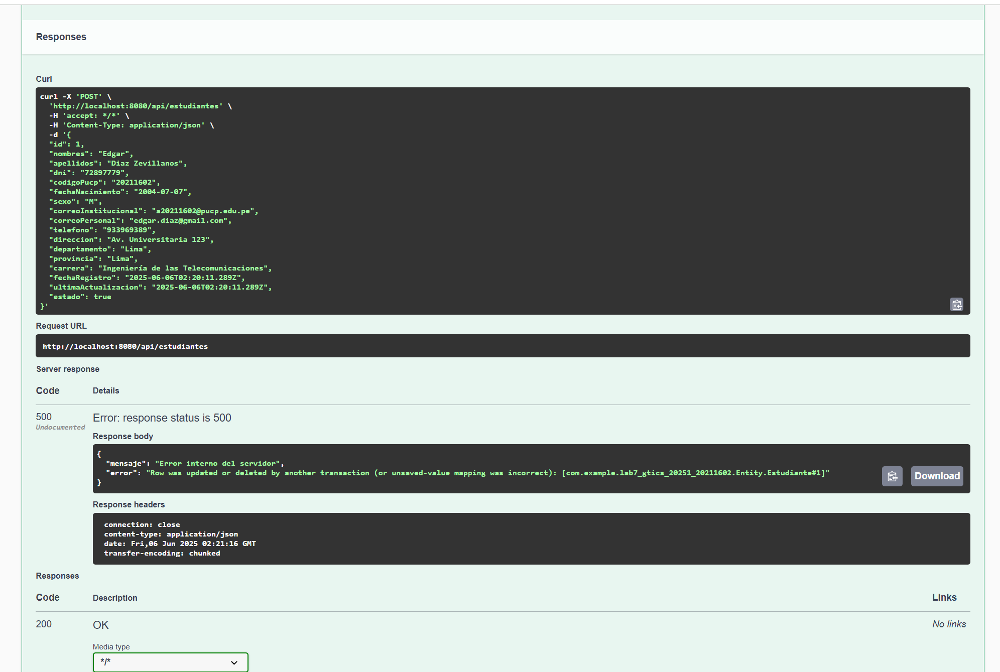 Responses
Curl
curl -X 'POST' \
  'http://localhost:8080/api/estudiantes' \
  -H 'accept: */*' \
  -H 'Content-Type: application/json' \
  -d '{
  "id": 1,
  "nombres": "Edgar",
  "apellidos": "Diaz Zevillanos",
  "dni": "72897779",
  "codigoPucp": "20211602",
  "fechaNacimiento": "2004-07-07",
  "sexo": "M",
  "correoInstitucional": "a20211602@pucp.edu.pe",
  "correoPersonal": "edgar.diaz@gmail.com",
  "telefono": "933969389",
  "direccion": "Av. Universitaria 123",
  "departamento": "Lima",
  "provincia": "Lima",
  "carrera": "Ingeniería de las Telecomunicaciones",
  "fechaRegistro": "2025-06-06T02:20:11.289Z",
  "ultimaActualizacion": "2025-06-06T02:20:11.289Z",
  "estado": true
}'
Request URL
http://localhost:8080/api/estudiantes
Server response
Code Details
500 Error: response status is 500
Undocumented
Response body
{
  "mensaje": "Error interno del servidor",
  "error": "Row was updated or deleted by another transaction (or unsaved-value mapping was incorrect): [com.example.lab7_gtics_20251_20211602.Entity.Estudiante#1]"
}
Download
Response headers
connection: close
content-type: application/json
date: Fri,06 Jun 2025 02:21:16 GMT
transfer-encoding: chunked
Responses
Code Description Links
200 OK No links
Media type
*/*